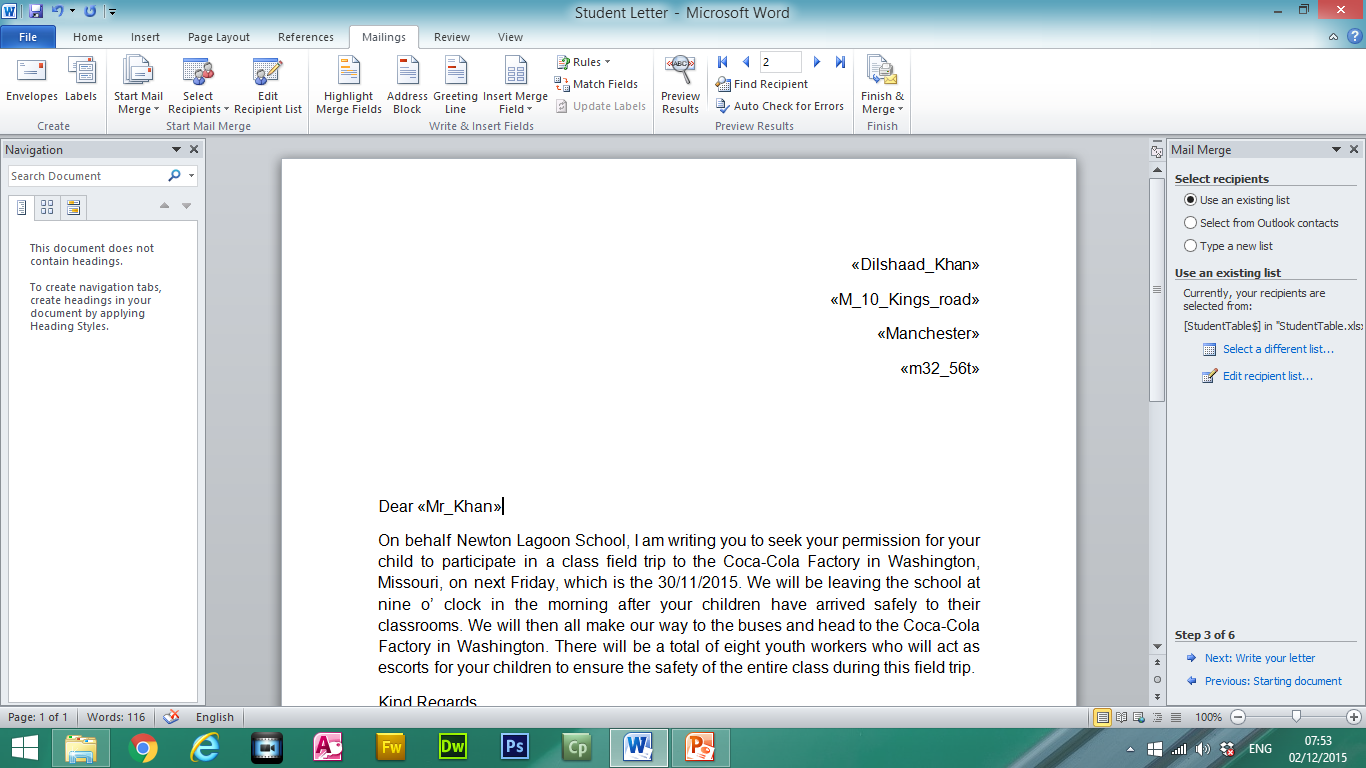 Student Letter - Microsoft Word
File Home Insert Page Layout References Mailings Review View
Envelopes Labels
Create
Start Mail Merge
Select Recipients
Edit Recipient List
Start Mail Merge
Highlight Merge Fields
Address Block
Greeting Line
Insert Merge Field
Rules
Match Fields
Update Labels
Write & Insert Fields
ABC
Preview Results
2
Find Recipient
Auto Check for Errors
Preview Results
Finish & Merge
Finish
Navigation
Search Document
This document does not
contain headings.
To create navigation tabs,
create headings in your
document by applying
Heading Styles.
«Dilshaad_Khan»
«M_10_Kings_road»
«Manchester»
«m32_56t»
Dear «Mr_Khan»
On behalf Newton Lagoon School, I am writing you to seek your permission for your
child to participate in a class field trip to the Coca-Cola Factory in Washington,
Missouri, on next Friday, which is the 30/11/2015. We will be leaving the school at
nine o’ clock in the morning after your children have arrived safely to their
classrooms. We will then all make our way to the buses and head to the Coca-Cola
Factory in Washington. There will be a total of eight youth workers who will act as
escorts for your children to ensure the safety of the entire class during this field trip.
Kind Regards
Mail Merge
Select recipients
Use an existing list
Select from Outlook contacts
Type a new list
Use an existing list
Currently, your recipients are
selected from:
[StudentTable$] in "StudentTable.xlsx
Select a different list...
Edit recipient list...
Step 3 of 6
Next: Write your letter
Previous: Starting document
Page: 1 of 1 Words: 116 English 100%
A Fw Dw Ps Cp W P ENG
07:53
02/12/2015